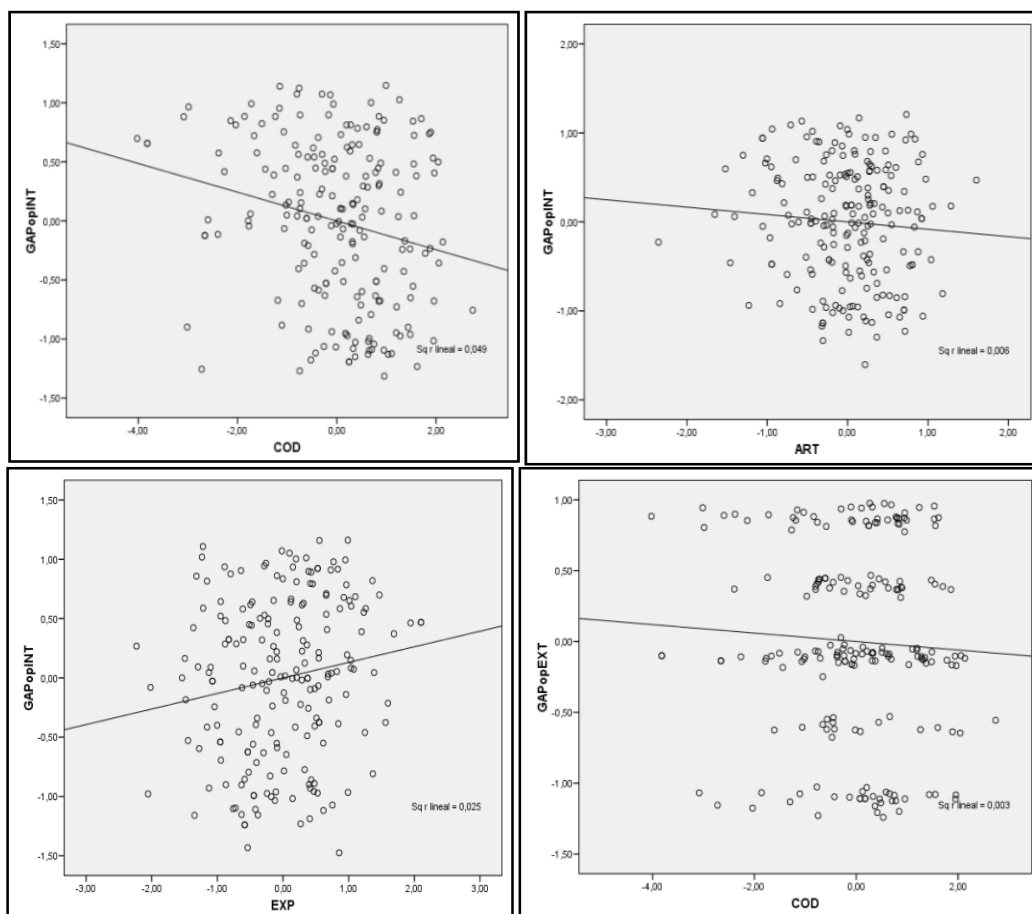 1,50
1,00
0,50
0,00
-0,50
-1,00
-1,50
GAPopINT
-4,00 -2,00 0,00 2,00
COD
Sq r lineal = 0,049
2,00
1,00
0,00
-1,00
-2,00
GAPopINT
-3,00 -2,00 -1,00 0,00 1,00 2,00
ART
Sq r lineal = 0,006
1,50
1,00
0,50
0,00
-0,50
-1,00
-1,50
GAPopINT
-3,00 -2,00 -1,00 0,00 1,00 2,00 3,00
EXP
Sq r lineal = 0,025
1,00
0,50
0,00
-0,50
-1,00
-1,50
GAPopEXT
-4,00 -2,00 0,00 2,00
COD
Sq r lineal = 0,003